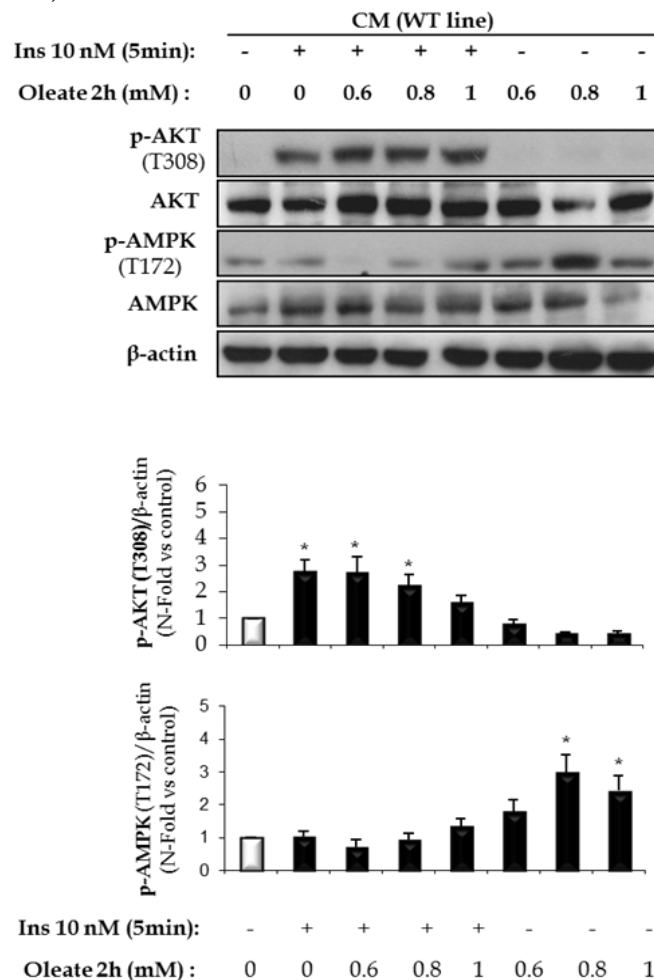 CM (WT line)
Ins 10 nM (5min): - + + + + - - -
Oleate 2h (mM) : 0 0 0.6 0.8 1 0.6 0.8 1
p-AKT
(T308)
AKT
p-AMPK
(T172)
AMPK
β-actin
p-AKT (T308)/β-actin
(N-Fold vs control)
6
5
4
3
2
1
0
* * *
p-AMPK (T172)/β-actin
(N-Fold vs control)
5
4
3
2
1
0
* *
Ins 10 nM (5min): - + + + + - - -
Oleate 2h (mM) : 0 0 0.6 0.8 1 0.6 0.8 1